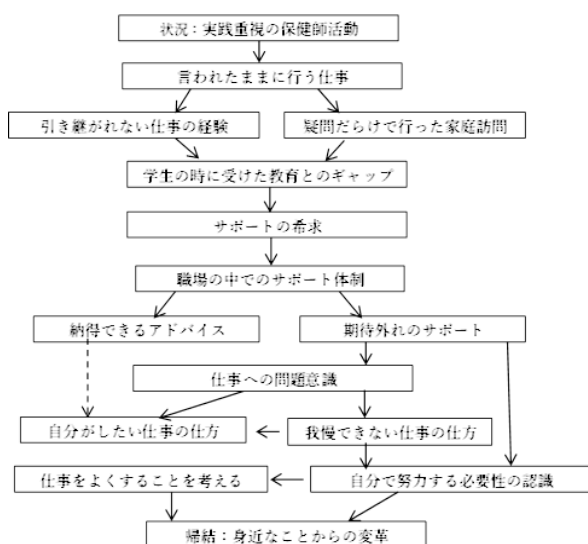 状況：実践重視の保健師活動
言われたままに行う仕事
引き継がれない仕事の経験
疑問だらけで行った家庭訪問
学生の時に受けた教育とのギャップ
サポートの希求
職場の中でのサポート体制
納得できるアドバイス
期待外れのサポート
仕事への問題意識
自分がしたい仕事の仕方
我慢できない仕事の仕方
仕事をよくすることを考える
自分で努力する必要性の認識
帰結：身近なことからの変革